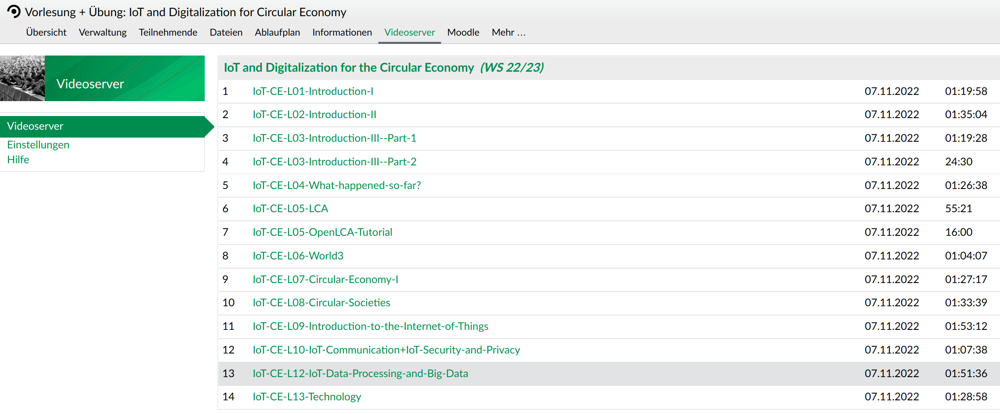 Vorlesung + Übung: IoT and Digitalization for Circular Economy
Übersicht Verwaltung Teilnehmende Dateien Ablaufplan Informationen Videoserver Moodle Mehr …
Videoserver
Videoserver
Einstellungen
Hilfe
IoT and Digitalization for the Circular Economy (WS 22/23)
1 IoT-CE-L01-Introduction-I 07.11.2022 01:19:58
2 IoT-CE-L02-Introduction-II 07.11.2022 01:35:04
3 IoT-CE-L03-Introduction-III--Part-1 07.11.2022 01:19:28
4 IoT-CE-L03-Introduction-III--Part-2 07.11.2022 24:30
5 IoT-CE-L04-What-happened-so-far? 07.11.2022 01:26:38
6 IoT-CE-L05-LCA 07.11.2022 55:21
7 IoT-CE-L05-OpenLCA-Tutorial 07.11.2022 16:00
8 IoT-CE-L06-World3 07.11.2022 01:04:07
9 IoT-CE-L07-Circular-Economy-I 07.11.2022 01:27:17
10 IoT-CE-L08-Circular-Societies 07.11.2022 01:33:39
11 IoT-CE-L09-Introduction-to-the-Internet-of-Things 07.11.2022 01:53:12
12 IoT-CE-L10-IoT-Communication+IoT-Security-and-Privacy 07.11.2022 01:07:38
13 IoT-CE-L12-IoT-Data-Processing-and-Big-Data 07.11.2022 01:51:36
14 IoT-CE-L13-Technology 07.11.2022 01:28:58